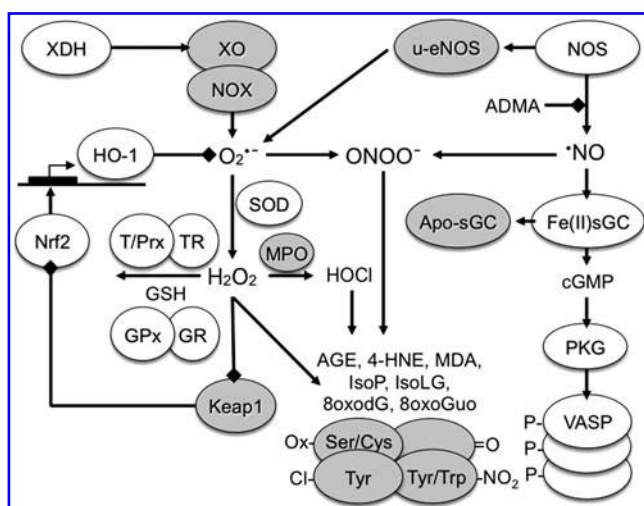 XDH
XO
u-eNOS
NOS
NOX
ADMA
HO-1
O₂•−
ONOO⁻
•NO
SOD
Nrf2
T/Prx
TR
MPO
Apo-sGC
Fe(II)sGC
H₂O₂
HOCl
GSH
cGMP
GPx
GR
AGE, 4-HNE, MDA,
IsoP, IsoLG,
8oxodG, 8oxoGuo
PKG
Keap1
Ox-
Ser/Cys
=O
P-
VASP
P-
Cl-
Tyr
Tyr/Trp
-NO₂
P-